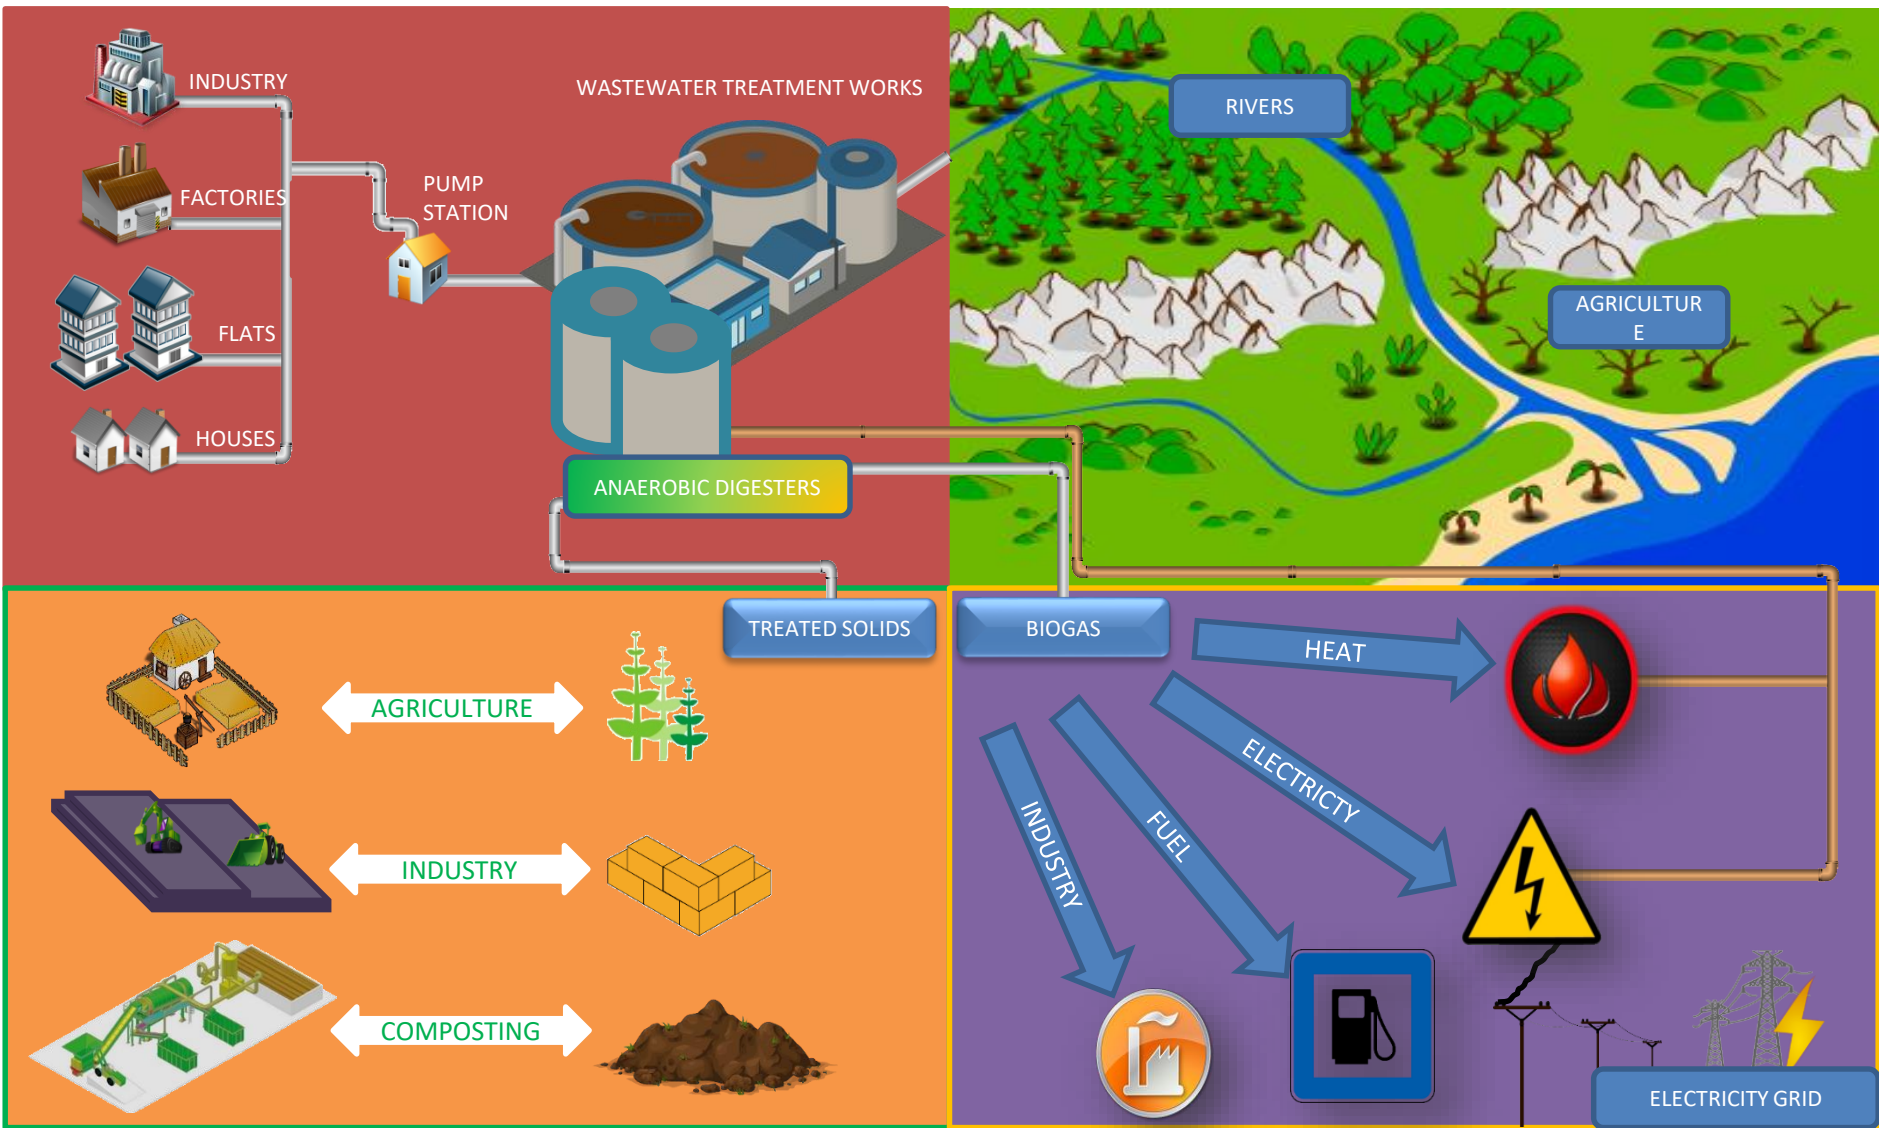 INDUSTRY
WASTEWATER TREATMENT WORKS
RIVERS
FACTORIES
PUMP
STATION
AGRICULTUR
E
FLATS
HOUSES
ANAEROBIC DIGESTERS
TREATED SOLIDS
BIOGAS
HEAT
AGRICULTURE
ELECTRICTY
FUEL
INDUSTRY
INDUSTRY
COMPOSTING
ELECTRICITY GRID